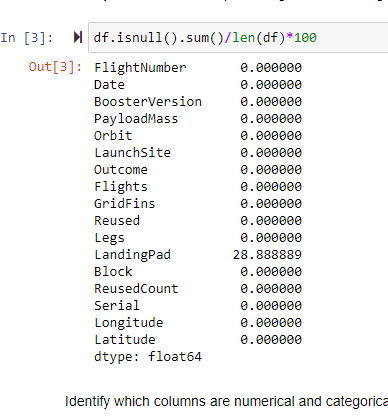 In [3]: df.isnull().sum()/len(df)*100
Out[3]: FlightNumber 0.000000
Date 0.000000
BoosterVersion 0.000000
PayloadMass 0.000000
Orbit 0.000000
LaunchSite 0.000000
Outcome 0.000000
Flights 0.000000
GridFins 0.000000
Reused 0.000000
Legs 0.000000
LandingPad 28.888889
Block 0.000000
ReusedCount 0.000000
Serial 0.000000
Longitude 0.000000
Latitude 0.000000
dtype: float64
Identify which columns are numerical and categorica